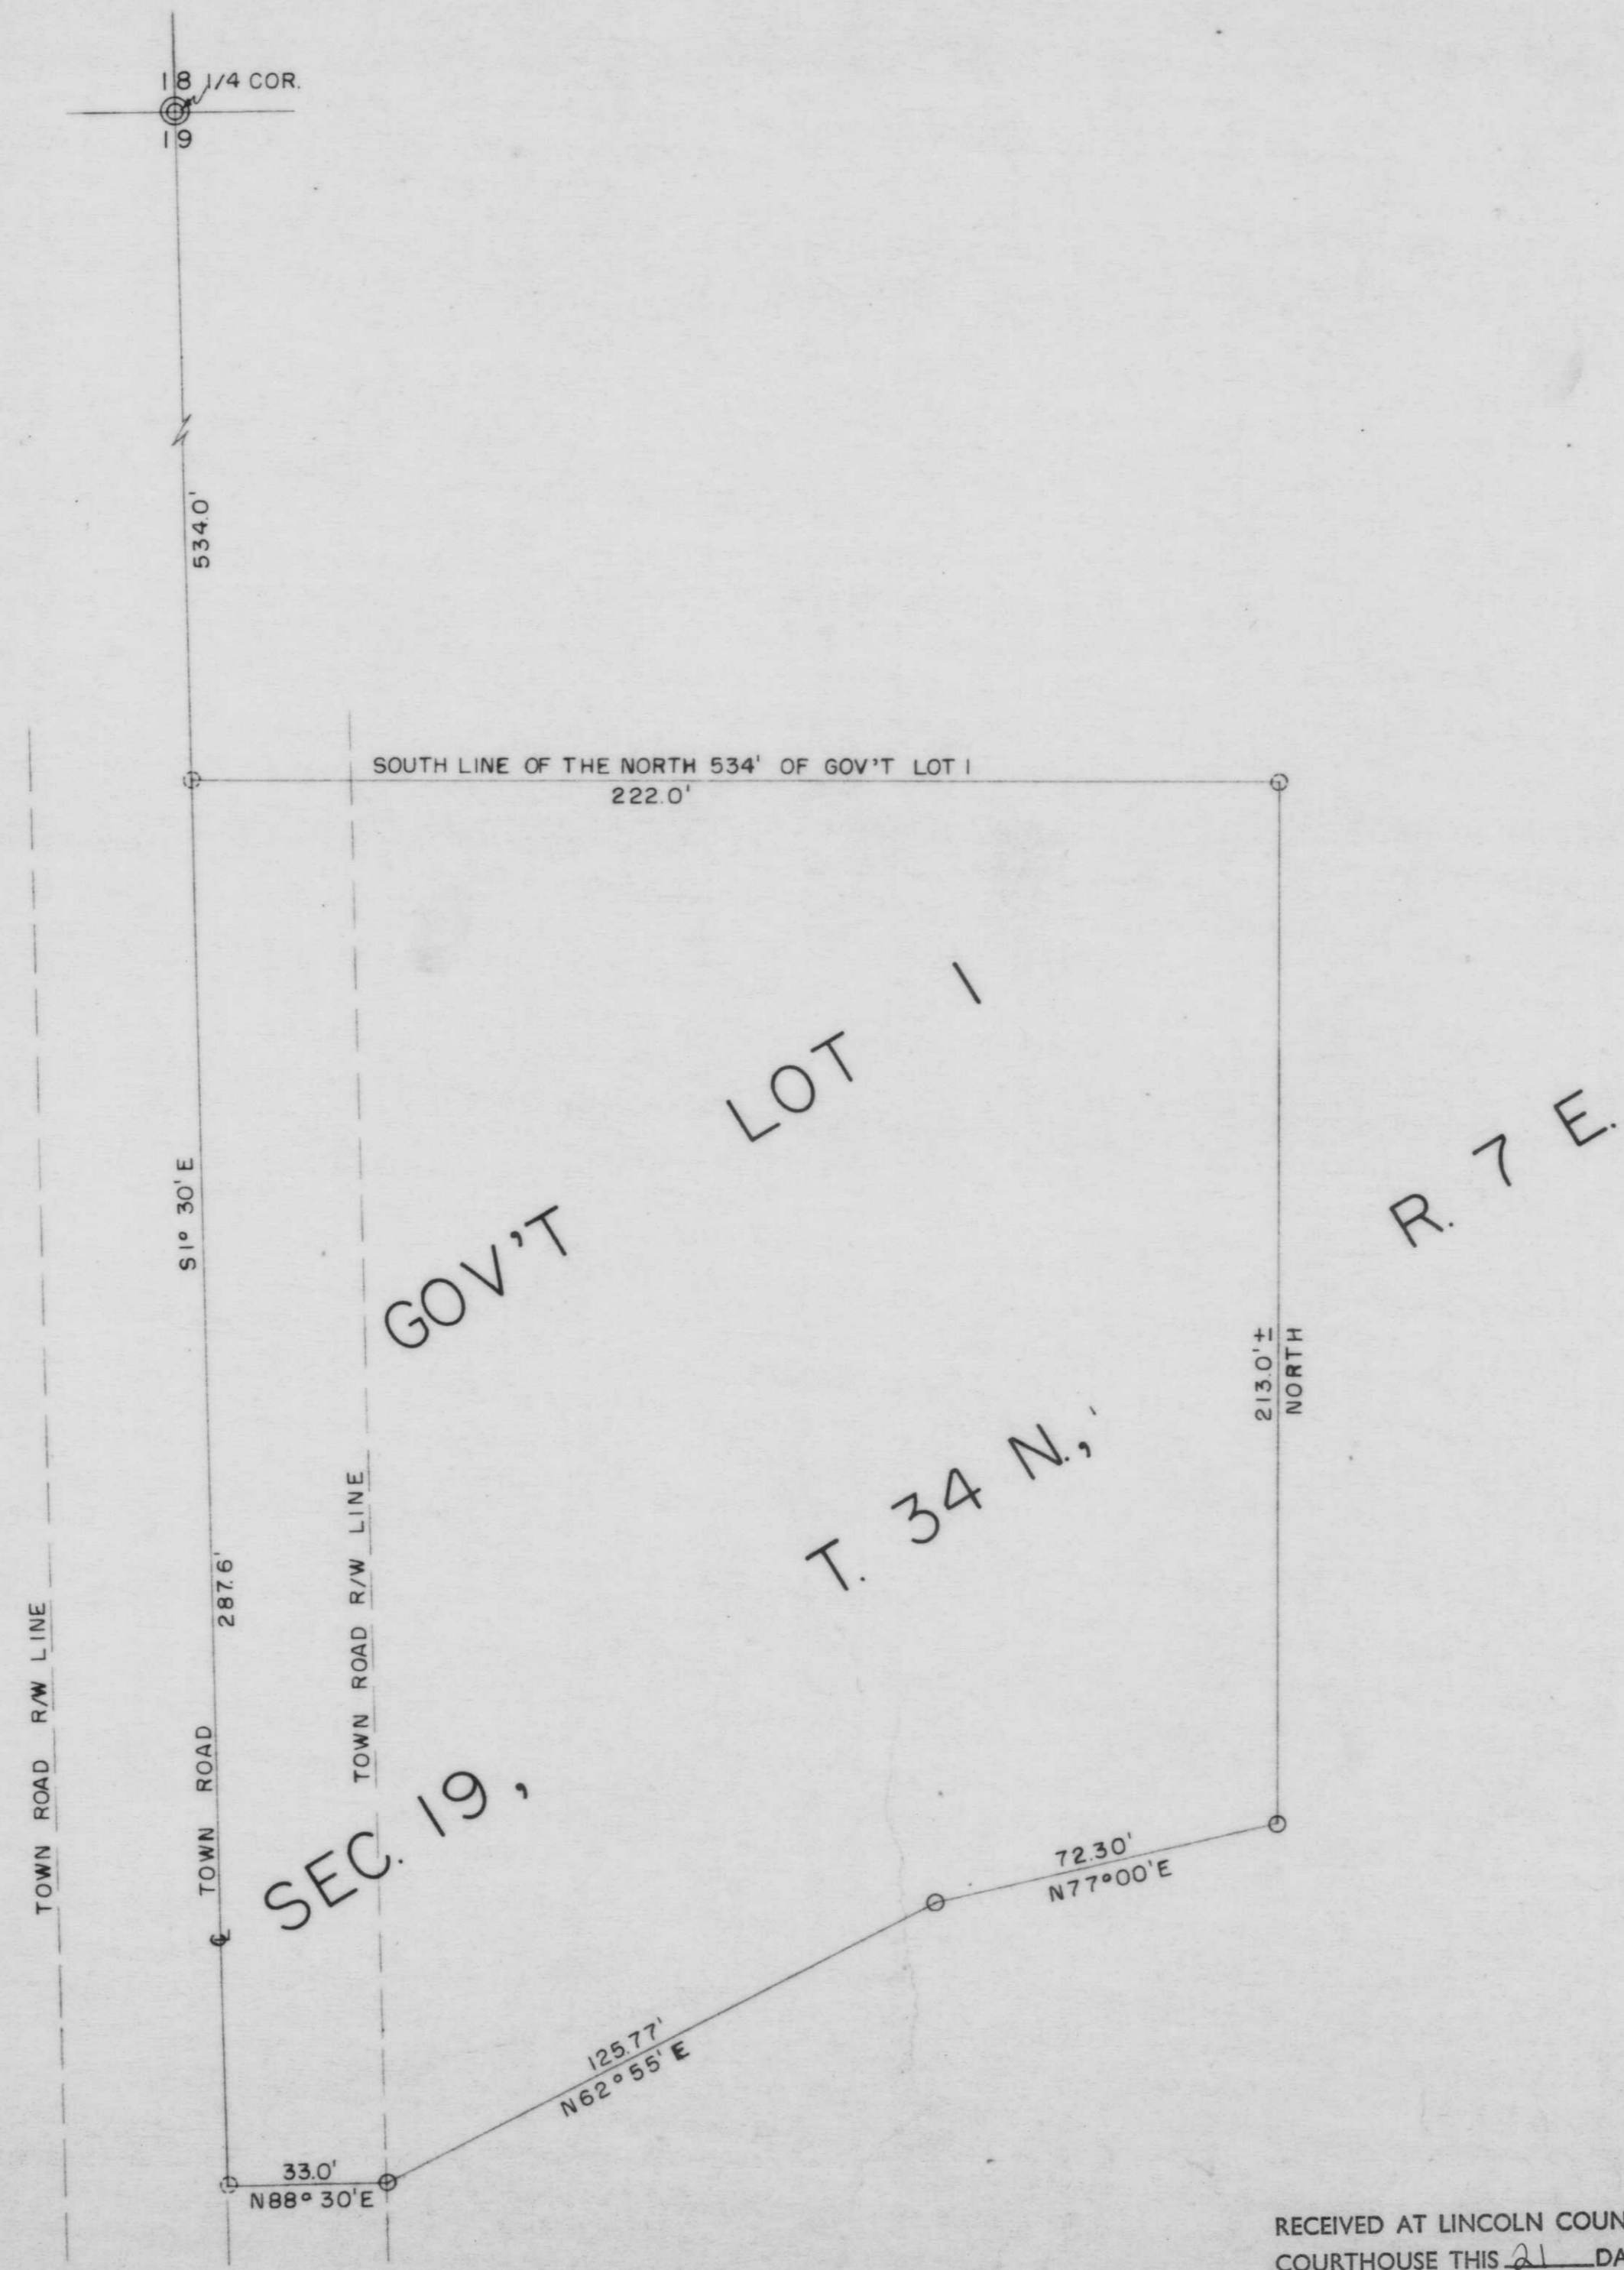 18 1/4 COR.
19
534.0'
SOUTH LINE OF THE NORTH 534' OF GOV'T LOT 1
222.0'
GOV'T LOT 1
S1° 30' E
R. 7 E.
213.0'±
NORTH
T. 34 N.,
287.6'
TOWN ROAD R/W LINE
TOWN ROAD R/W LINE
TOWN ROAD
℄
SEC. 19,
72.30'
N77°00'E
125.77'
N62°55'E
33.0'
N88°30'E
RECEIVED AT LINCOLN COUN
COURTHOUSE THIS 21 DA